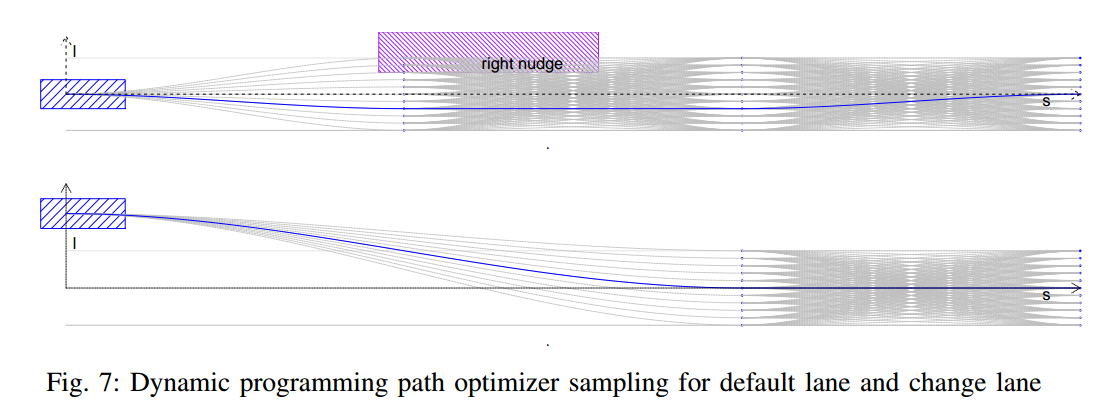 l
right nudge
s
l
s
Fig. 7: Dynamic programming path optimizer sampling for default lane and change lane